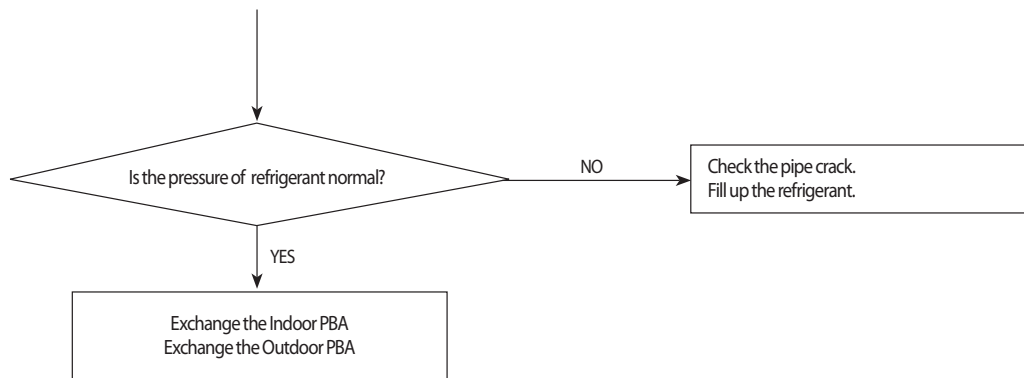 Is the pressure of refrigerant normal?
NO
Check the pipe crack.
Fill up the refrigerant.
YES
Exchange the Indoor PBA
Exchange the Outdoor PBA